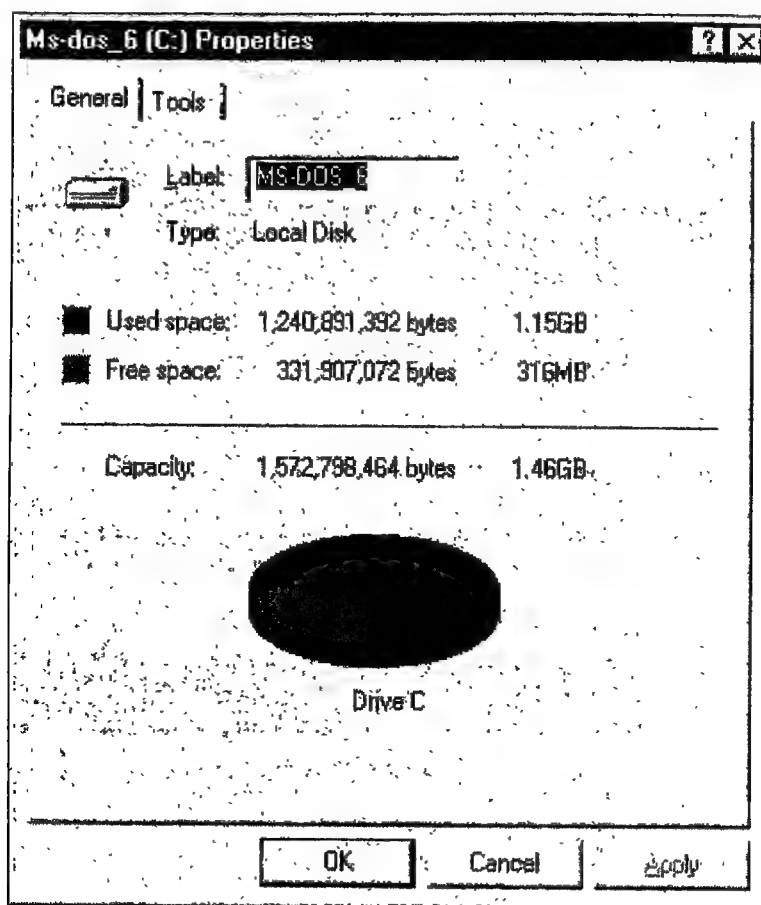 Ms-dos_6 (C:) Properties
General Tools
Label: MS-DOS_6
Type: Local Disk
Used space: 1,240,891,392 bytes 1.15GB
Free space: 331,907,072 bytes 316MB
Capacity: 1,572,798,464 bytes 1.46GB
Drive C
OK Cancel Apply